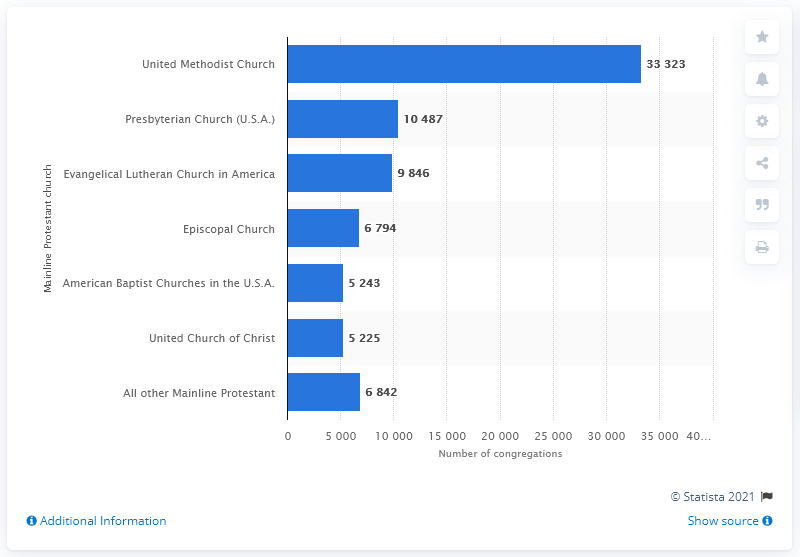 United Methodist Church 33 323
Presbyterian Church (U.S.A.) 10 487
Evangelical Lutheran Church in America 9 846
Episcopal Church 6 794
American Baptist Churches in the U.S.A. 5 243
United Church of Christ 5 225
All other Mainline Protestant 6 842
Mainline Protestant church
0 5 000 10 000 15 000 20 000 25 000 30 000 35 000 40...
Number of congregations
© Statista 2021
Additional Information
Show source